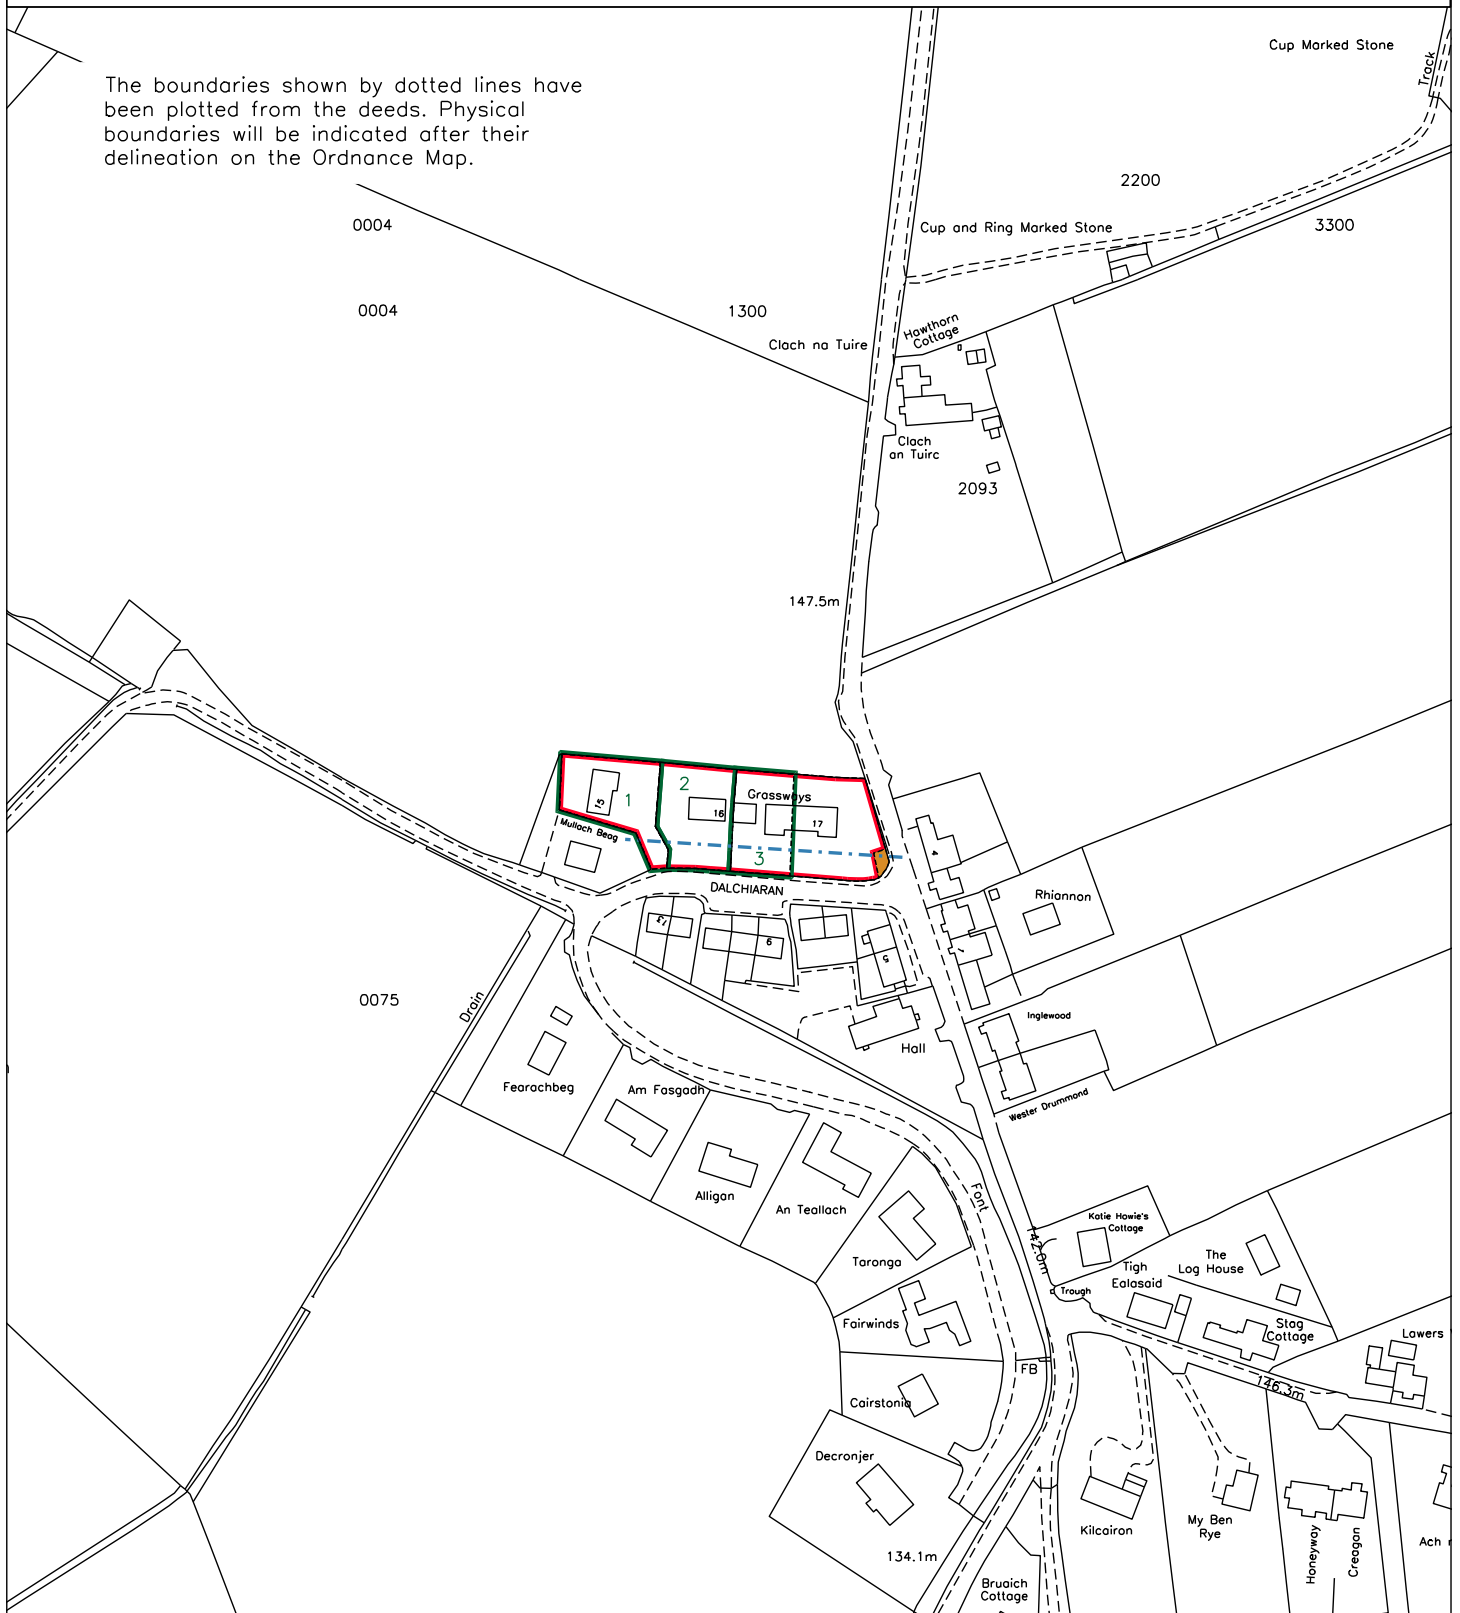 Cup Marked Stone
Track
The boundaries shown by dotted lines have
been plotted from the deeds. Physical
boundaries will be indicated after their
delineation on the Ordnance Map.
2200
0004
Cup and Ring Marked Stone
3300
0004
1300
Hawthorn
Cottage
Clach na Tuire
Clach
an Tuirc
2093
147.5m
2
Grassways
1
15
16
17
Mullach Beag
3
4
DALCHIARAN
Rhiannon
13
9
5
1
0075
Drain
Inglewood
Hall
Fearachbeg
Am Fasgadh
Wester Drummond
Alligan
An Teallach
Font
Katie Howie's
Cottage
142.0m
Taronga
Tigh
Ealasaid
The
Log House
Trough
Fairwinds
Stag
Cottage
Lawers
FB
146.3m
Cairstonia
Decronjer
Kilcairon
My Ben
Rye
Honeyway
Creagan
Ach
134.1m
Bruaich
Cottage